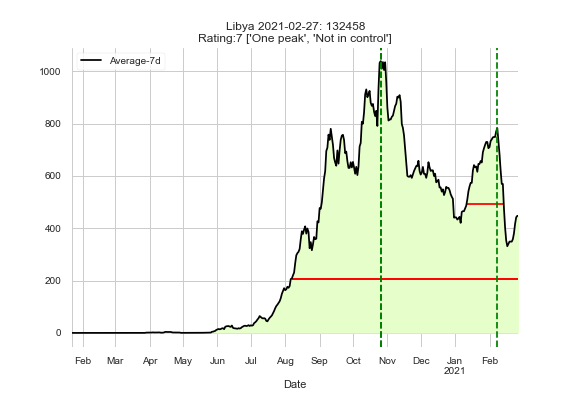 Libya 2021-02-27: 132458
Rating:7 ['One peak', 'Not in control']
Average-7d
1000
800
600
400
200
0
Feb Mar Apr May Jun Jul Aug Sep Oct Nov Dec Jan Feb
2021
Date